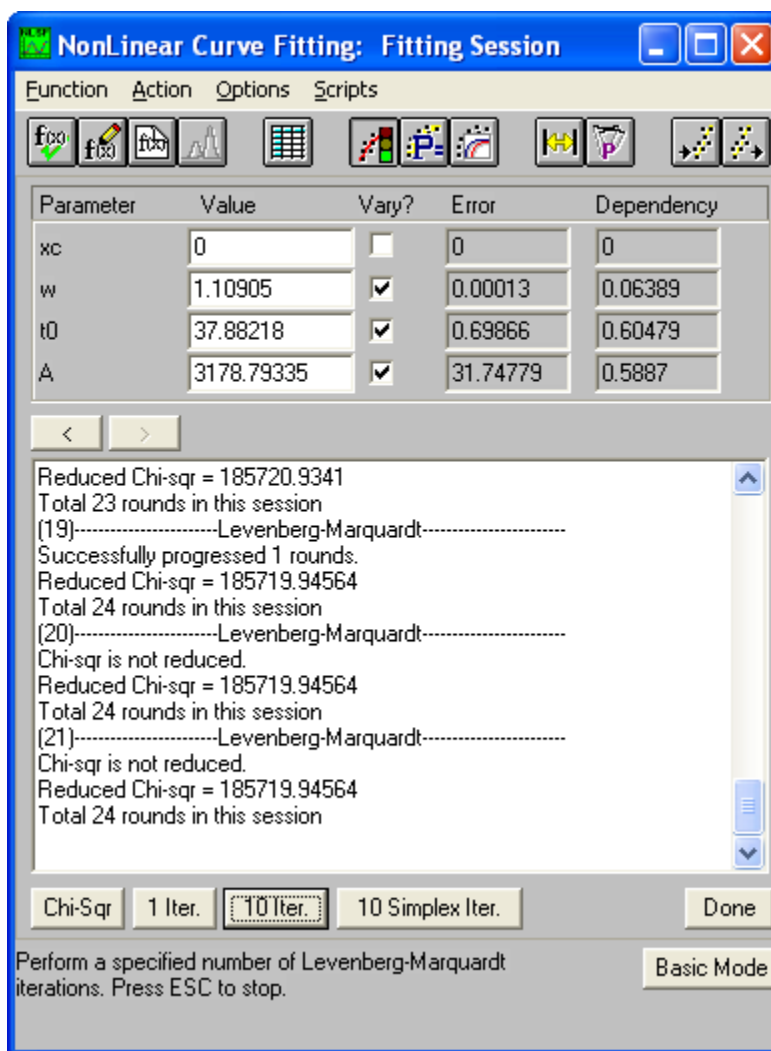 NLSF NonLinear Curve Fitting: Fitting Session
Function Action Options Scripts
f(x) f(x) f(x) P= P
Parameter Value Vary? Error Dependency
xc 0 0 0
w 1.10905 0.00013 0.06389
t0 37.88218 0.69866 0.60479
A 3178.79335 31.74779 0.5887
< >
Reduced Chi-sqr = 185720.9341
Total 23 rounds in this session
(19)------------------------Levenberg-Marquardt------------------------
Successfully progressed 1 rounds.
Reduced Chi-sqr = 185719.94564
Total 24 rounds in this session
(20)------------------------Levenberg-Marquardt------------------------
Chi-sqr is not reduced.
Reduced Chi-sqr = 185719.94564
Total 24 rounds in this session
(21)------------------------Levenberg-Marquardt------------------------
Chi-sqr is not reduced.
Reduced Chi-sqr = 185719.94564
Total 24 rounds in this session
Chi-Sqr 1 Iter. 10 Iter. 10 Simplex Iter. Done
Perform a specified number of Levenberg-Marquardt
iterations. Press ESC to stop.
Basic Mode